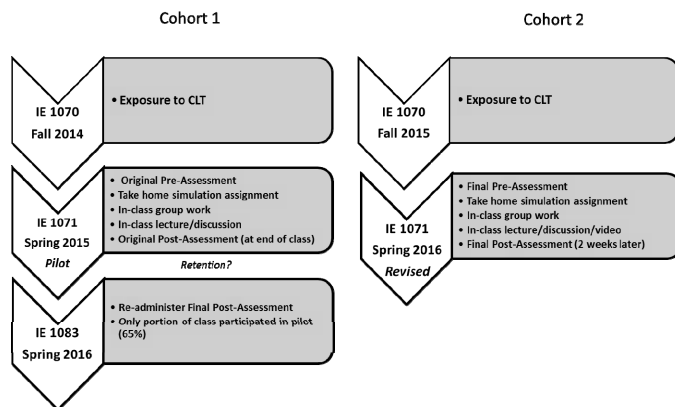 Cohort 1
IE 1070
Fall 2014
• Exposure to CLT
IE 1071
Spring 2015
Pilot
• Original Pre-Assessment
• Take home simulation assignment
• In-class group work
• In-class lecture/discussion
• Original Post-Assessment (at end of class)
Retention?
IE 1083
Spring 2016
• Re-administer Final Post-Assessment
• Only portion of class participated in pilot
(65%)
Cohort 2
IE 1070
Fall 2015
• Exposure to CLT
IE 1071
Spring 2016
Revised
• Final Pre-Assessment
• Take home simulation assignment
• In-class group work
• In-class lecture/discussion/video
• Final Post-Assessment (2 weeks later)